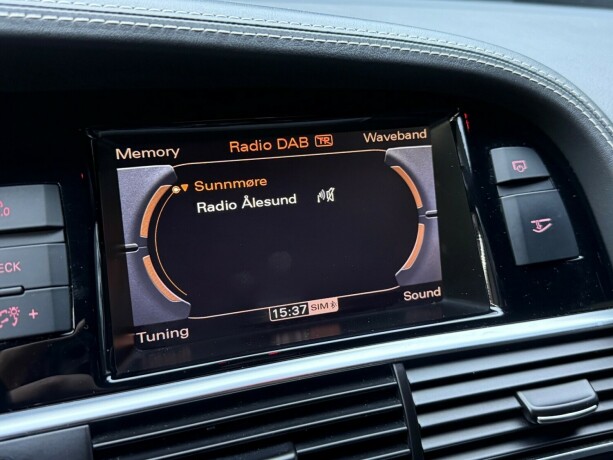 Memory
Radio DAB TP
Waveband
Sunnmøre
Radio Ålesund
15:37 SIM
Tuning
Sound